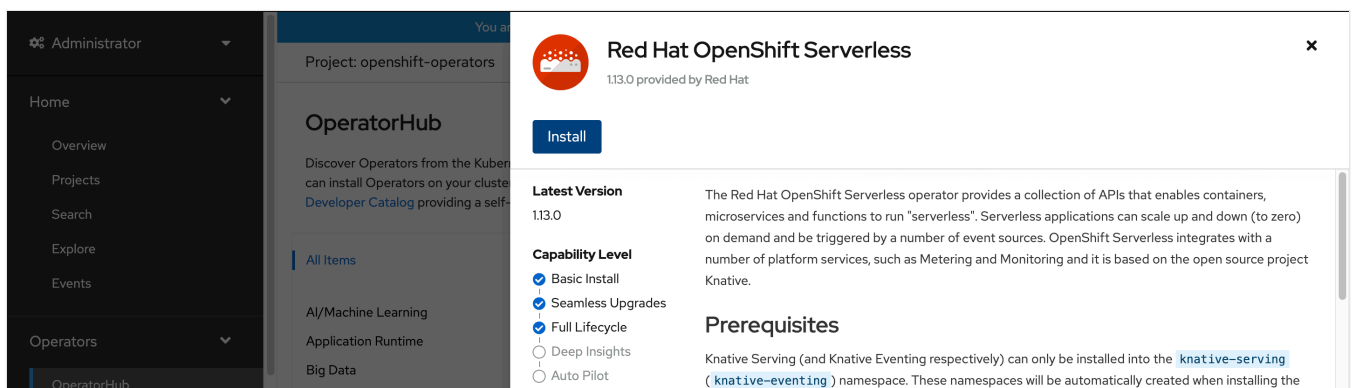 Administrator
Home
Overview
Projects
Search
Explore
Events
Operators
OperatorHub
You ar
Project: openshift-operators
OperatorHub
Discover Operators from the Kubern
can install Operators on your cluste
Developer Catalog providing a self-
All Items
AI/Machine Learning
Application Runtime
Big Data
Red Hat OpenShift Serverless
1.13.0 provided by Red Hat
Install
Latest Version
1.13.0
Capability Level
Basic Install
Seamless Upgrades
Full Lifecycle
Deep Insights
Auto Pilot
The Red Hat OpenShift Serverless operator provides a collection of APIs that enables containers,
microservices and functions to run "serverless". Serverless applications can scale up and down (to zero)
on demand and be triggered by a number of event sources. OpenShift Serverless integrates with a
number of platform services, such as Metering and Monitoring and it is based on the open source project
Knative.
Prerequisites
Knative Serving (and Knative Eventing respectively) can only be installed into the knative-serving
( knative-eventing ) namespace. These namespaces will be automatically created when installing the